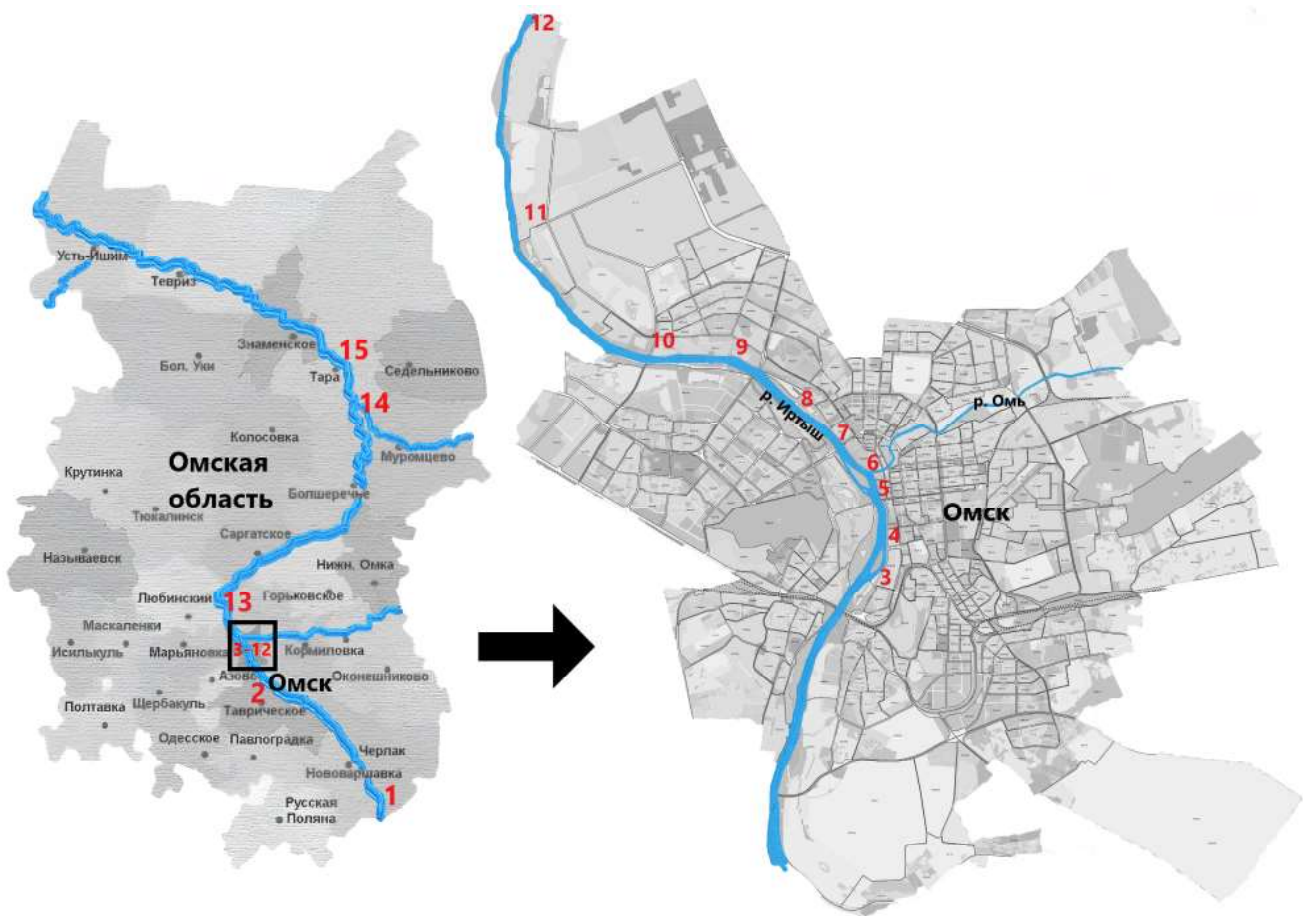 Усть-Ишим
Тевриз
Знаменское
15
Бол. Уки
Тара
Седельниково
14
Колосовка
Муромцево
Крутинка
Омская
область
Болшеречье
Тюкалинск
Саргатское
Называевск
Нижн. Омка
Любинский
13
Горьковское
Маскаленки
Исилькуль
Марьяновка
3-12
Кормиловка
Азово
Омск
Оконешниково
2
Полтавка
Щербакуль
Таврическое
Одесское
Павлоградка
Черлак
Нововаршавка
1
Русская
Поляна
12
11
10
9
8
р. Иртыш
7
р. Омь
6
5
Омск
4
3